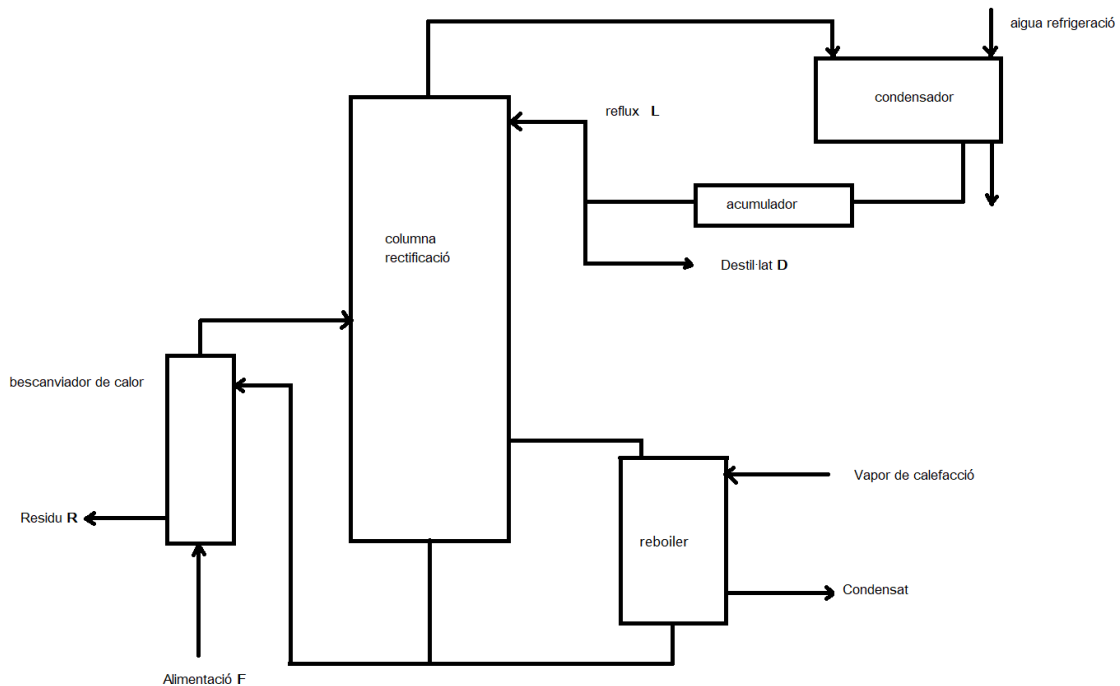 aigua refrigeració
condensador
reflux L
acumulador
columna
rectificació
Destil·lat D
bescanviador de calor
Vapor de calefacció
Residu R
reboiler
Condensat
Alimentació F